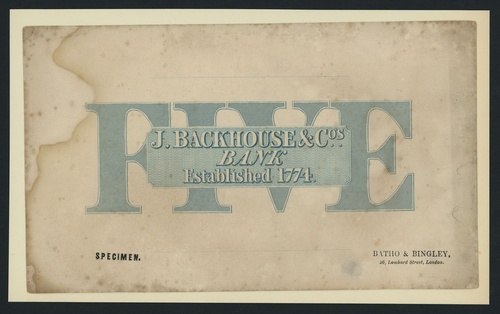 FIVE
J. BACKHOUSE & Cos.
BANK
Established 1774.
SPECIMEN.
BATHO & BINGLEY,
Lombard Street, London.